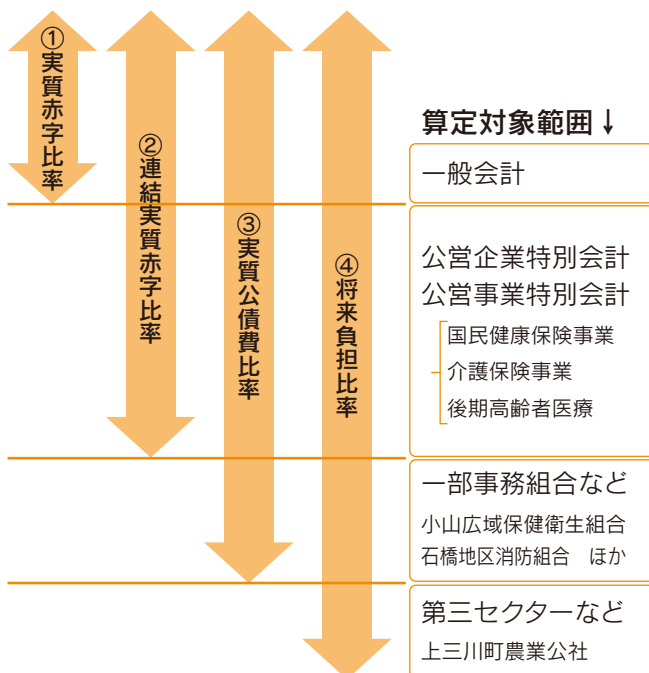 ①実質赤字比率
②連結実質赤字比率
③実質公債費比率
④将来負担比率
算定対象範囲↓
一般会計
公営企業特別会計
公営事業特別会計
国民健康保険事業
介護保険事業
後期高齢者医療
一部事務組合など
小山広域保健衛生組合
石橋地区消防組合　ほか
第三セクターなど
上三川町農業公社